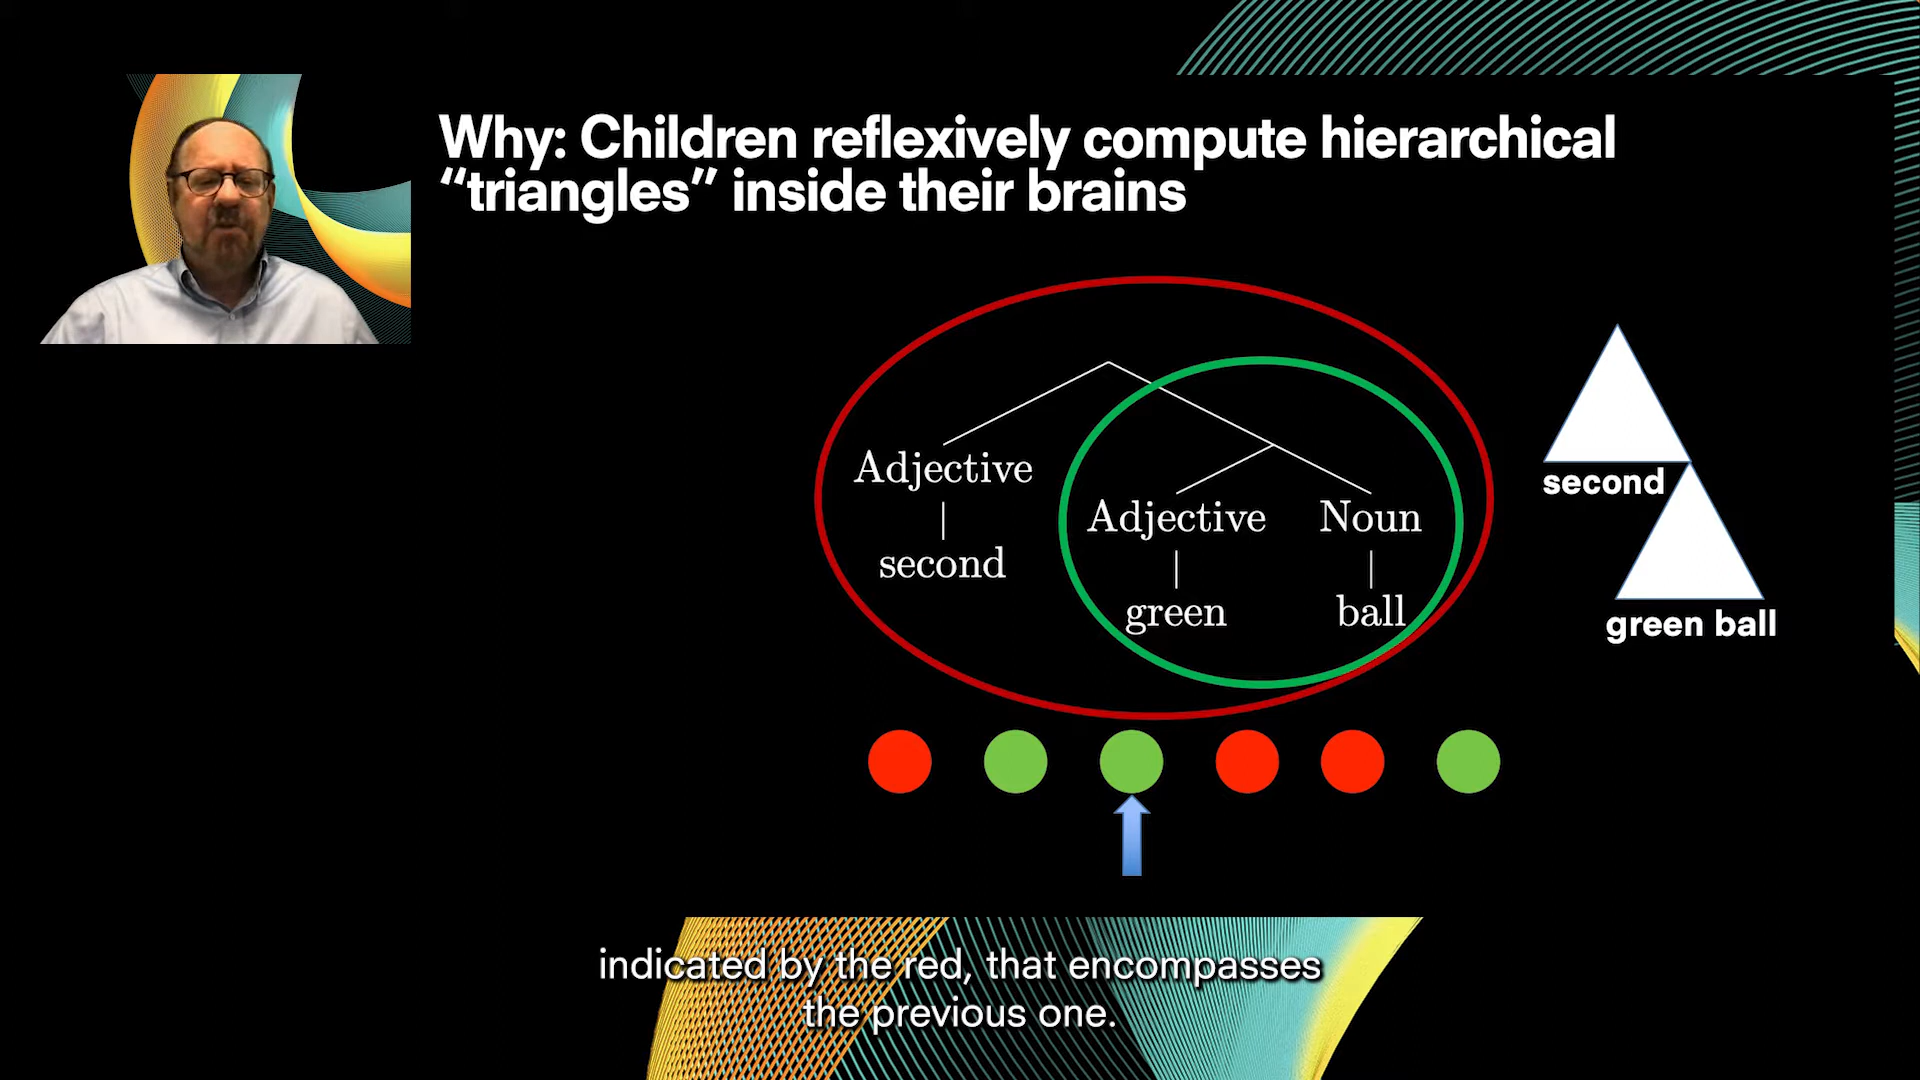 Why: Children reflexively compute hierarchical
“triangles” inside their brains
Adjective
second
Adjective
Noun
green
ball
second
green ball
indicated by the red, that encompasses
the previous one.